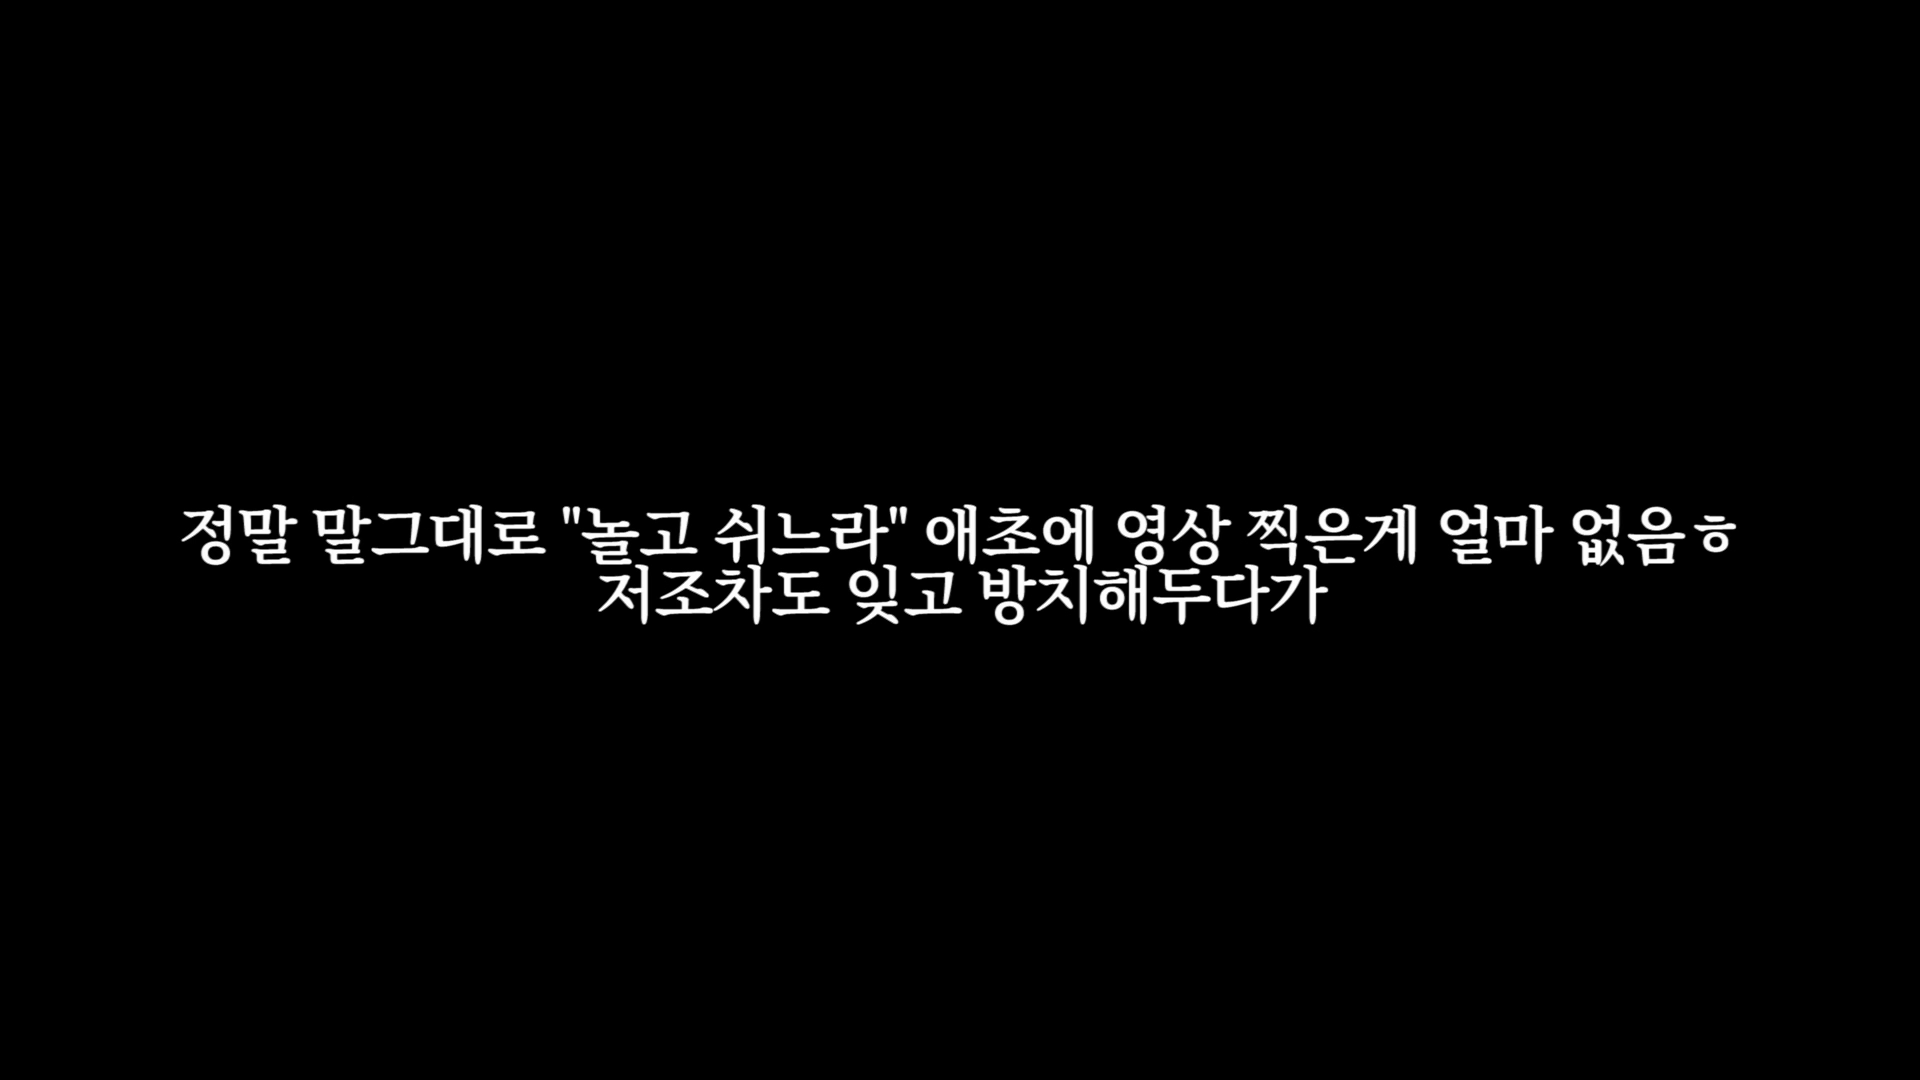 정말 말그대로 "놀고 쉬느라" 애초에 영상 찍은게 얼마 없음ㅎ
저조차도 잊고 방치해두다가